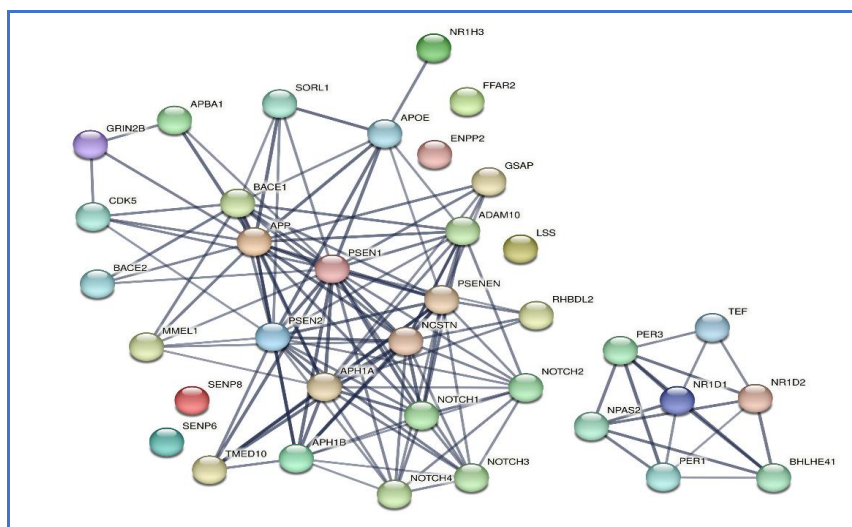 NR1H3
SORL1
FFAR2
APBA1
APOE
GRIN2B
ENPP2
GSAP
BACE1
CDK5
ADAM10
APP
LSS
PSEN1
BACE2
PSENEN
RHBDL2
TEF
PSEN2
NCSTN
PER3
MMEL1
APH1A
NOTCH2
NR1D1
NR1D2
SENP8
NOTCH1
NPAS2
SENP6
APH1B
TMED10
NOTCH3
PER1
BHLHE41
NOTCH4